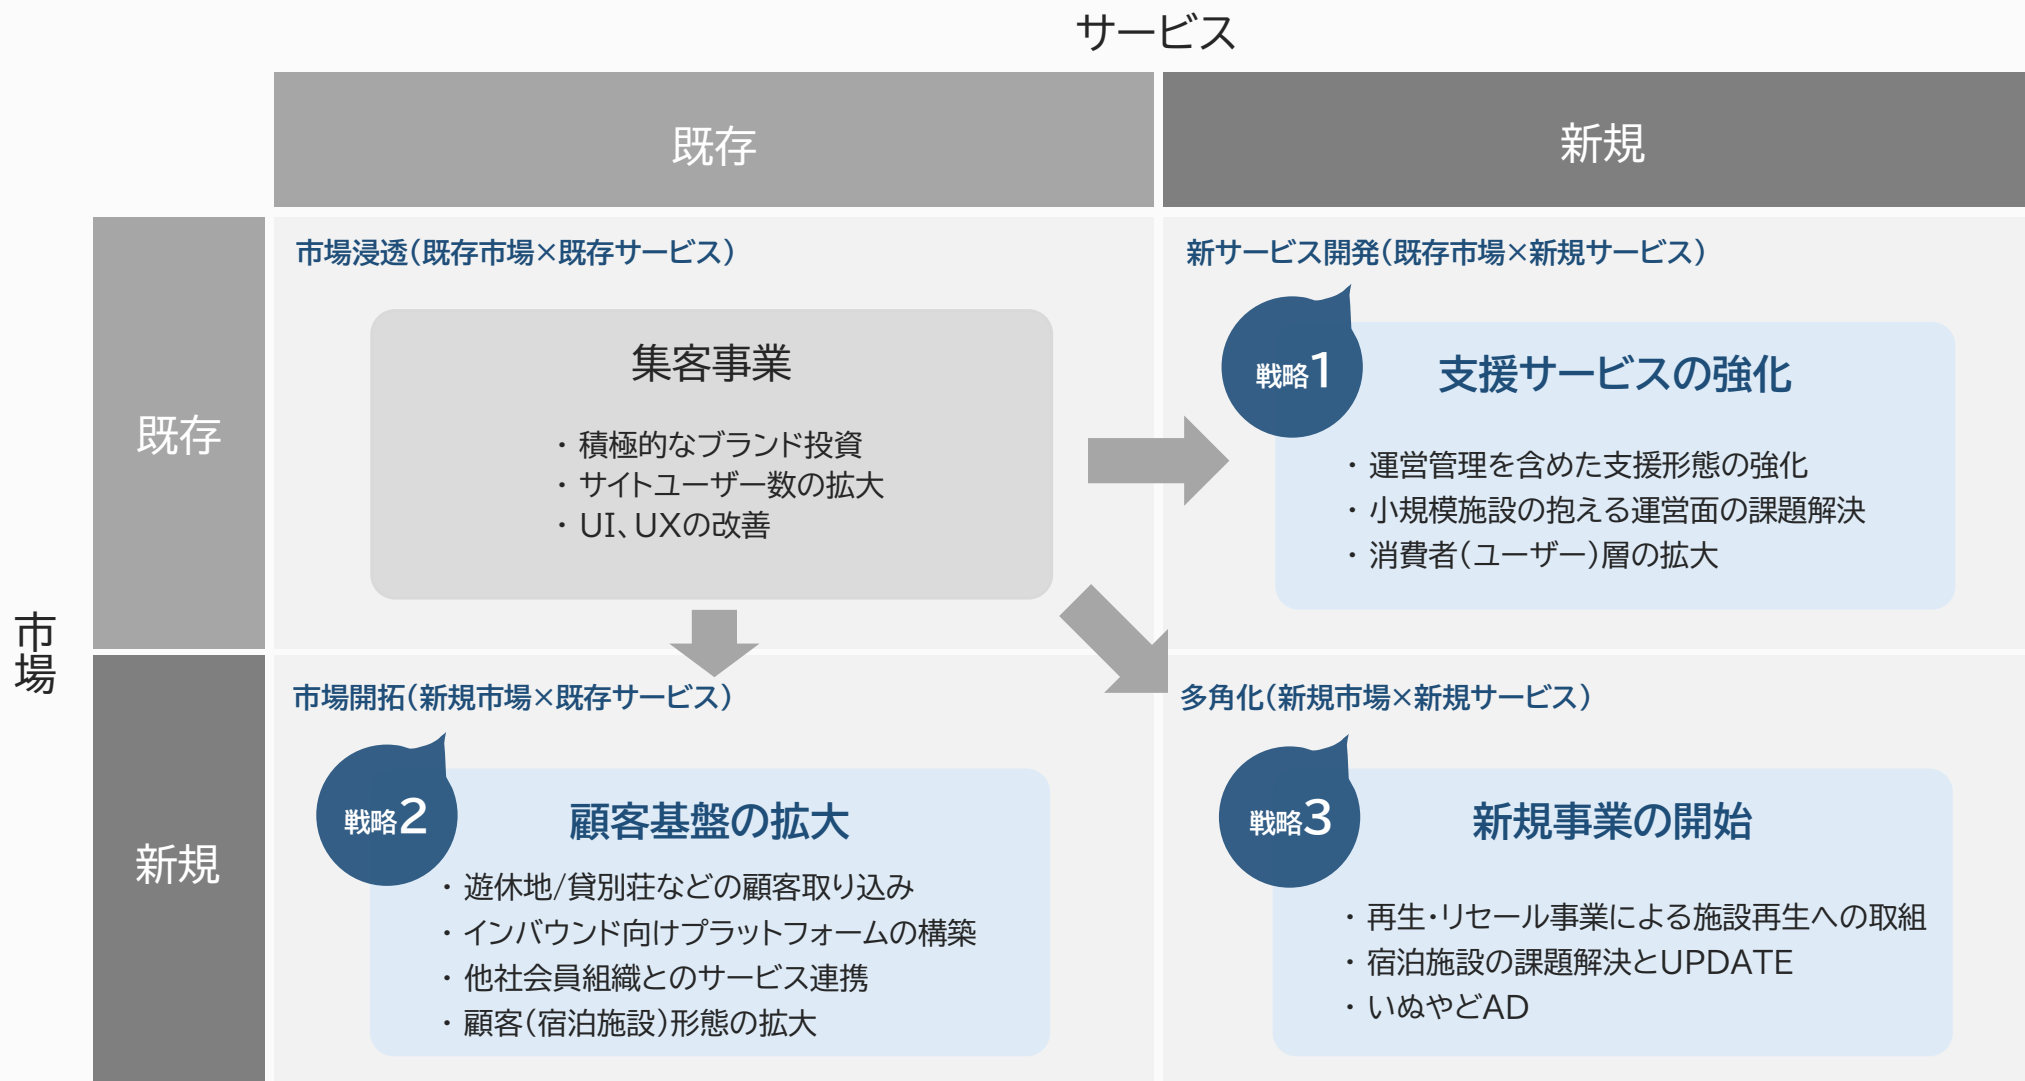 サービス
既存
新規
市場
既存
市場浸透(既存市場×既存サービス)
集客事業
・積極的なブランド投資
・サイトユーザー数の拡大
・UI、UXの改善
新サービス開発(既存市場×新規サービス)
戦略1
支援サービスの強化
・運営管理を含めた支援形態の強化
・小規模施設の抱える運営面の課題解決
・消費者(ユーザー)層の拡大
新規
市場開拓(新規市場×既存サービス)
戦略2
顧客基盤の拡大
・遊休地/貸別荘などの顧客取り込み
・インバウンド向けプラットフォームの構築
・他社会員組織とのサービス連携
・顧客(宿泊施設)形態の拡大
多角化(新規市場×新規サービス)
戦略3
新規事業の開始
・再生・リセール事業による施設再生への取組
・宿泊施設の課題解決とUPDATE
・いぬやどAD